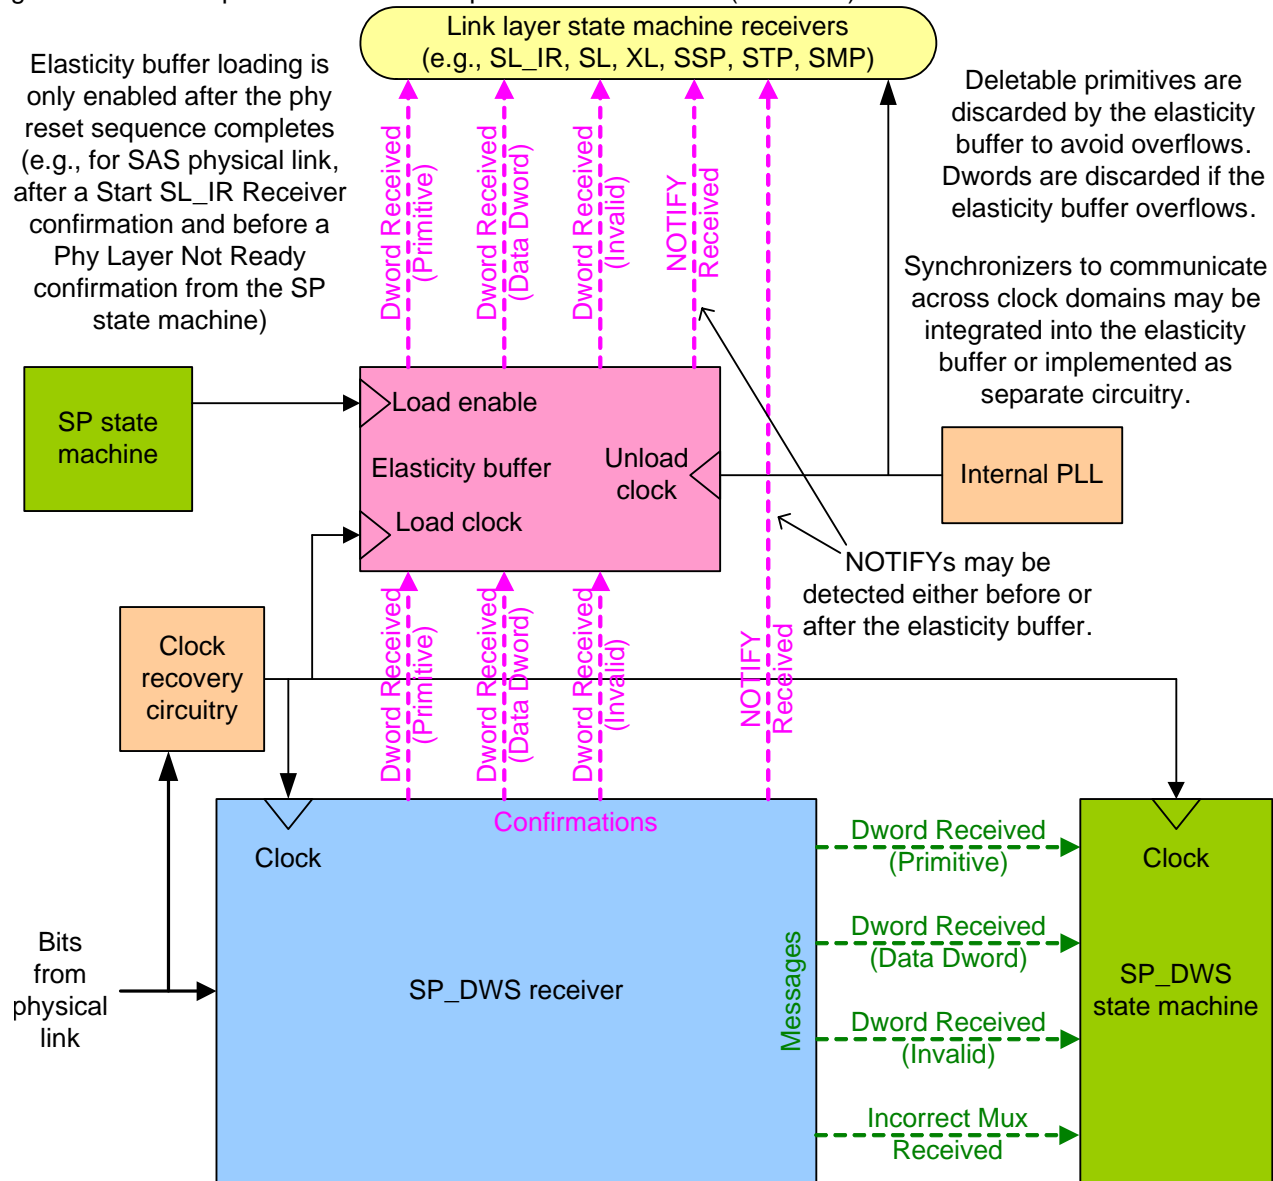 Link layer state machine receivers
(e.g., SL_IR, SL, XL, SSP, STP, SMP)
Elasticity buffer loading is
only enabled after the phy
reset sequence completes
(e.g., for SAS physical link,
after a Start SL_IR Receiver
confirmation and before a
Phy Layer Not Ready
confirmation from the SP
state machine)
Deletable primitives are
discarded by the elasticity
buffer to avoid overflows.
Dwords are discarded if the
elasticity buffer overflows.
Synchronizers to communicate
across clock domains may be
integrated into the elasticity
buffer or implemented as
separate circuitry.
Dword Received
(Primitive)
Dword Received
(Data Dword)
Dword Received
(Invalid)
NOTIFY
Received
SP state
machine
Load enable
Elasticity buffer
Unload
clock
Load clock
Internal PLL
NOTIFYs may be
detected either before or
after the elasticity buffer.
Clock
recovery
circuitry
Dword Received
(Primitive)
Dword Received
(Data Dword)
Dword Received
(Invalid)
NOTIFY
Received
Confirmations
Clock
Bits
from
physical
link
SP_DWS receiver
Messages
Dword Received
(Primitive)
Dword Received
(Data Dword)
Dword Received
(Invalid)
Incorrect Mux
Received
Clock
SP_DWS
state machine